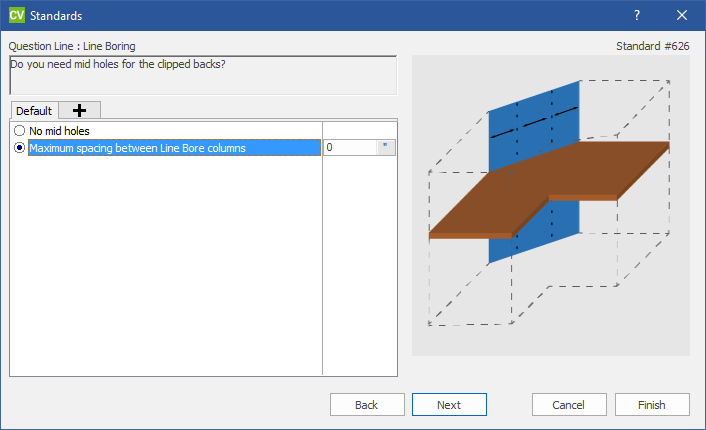 CV Standards ?
Question Line : Line Boring Standard #626
Do you need mid holes for the clipped backs?
Default
No mid holes
Maximum spacing between Line Bore columns 0 "
Back Next Cancel Finish